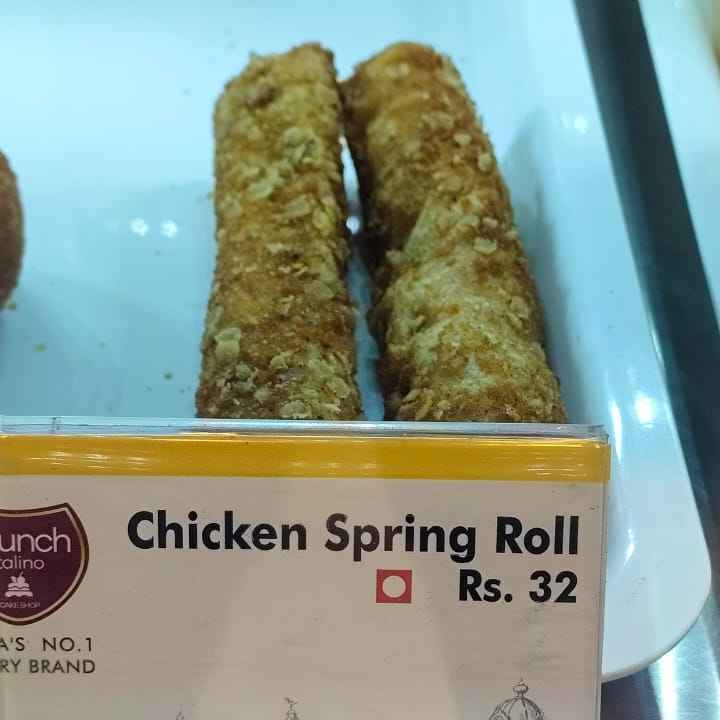 Chicken Spring Roll
Rs. 32
unch
talino
CAKE SHOP
A'S NO.1
RY BRAND